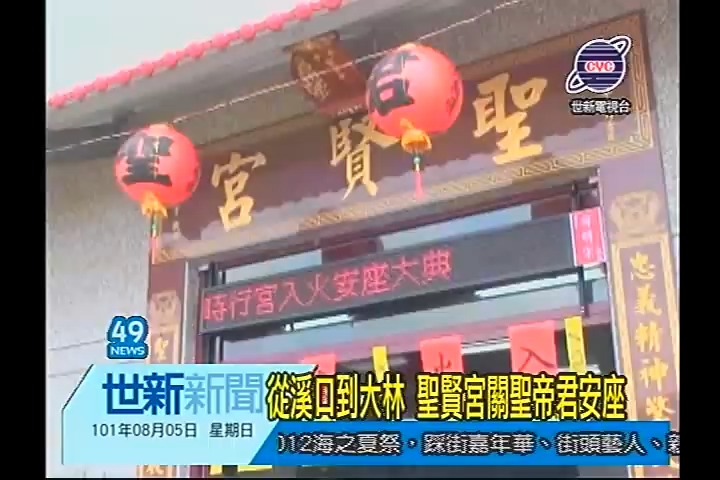 CVC
世新電視台
君
聖
宮賢聖
時行宮入火安座大典
忠義精神
火
入
49
NEWS
世新新聞
從溪口到大林 聖賢宮關聖帝君安座
101年08月05日 星期日
012海之夏祭,踩街嘉年華、街頭藝人、